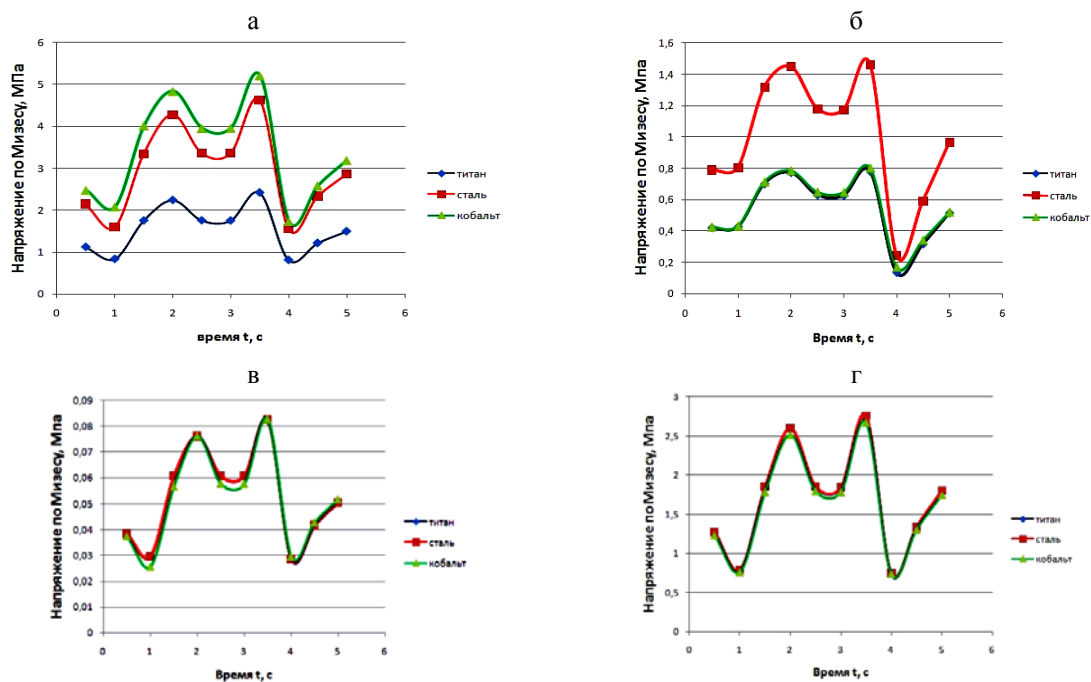 а
Напряжение по Мизесу, МПа
6
5
4
3
2
1
0
0 1 2 3 4 5 6
время t, с
титан
сталь
кобальт
б
Напряжение по Мизесу, МПа
1,6
1,4
1,2
1
0,8
0,6
0,4
0,2
0
0 1 2 3 4 5 6
Время t, с
титан
сталь
кобальт
в
Напряжение по Мизесу, Мпа
0,09
0,08
0,07
0,06
0,05
0,04
0,03
0,02
0,01
0
0 1 2 3 4 5 6
Время t, с
титан
сталь
кобальт
г
Напряжение по Мизесу, Мпа
3
2,5
2
1,5
1
0,5
0
0 1 2 3 4 5 6
Время t, с
титан
сталь
кобальт